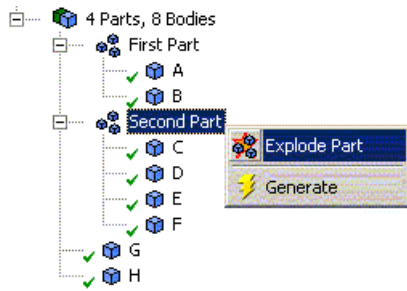 4 Parts, 8 Bodies
First Part
A
B
Second Part
C
Explode Part
D
Generate
E
F
G
H